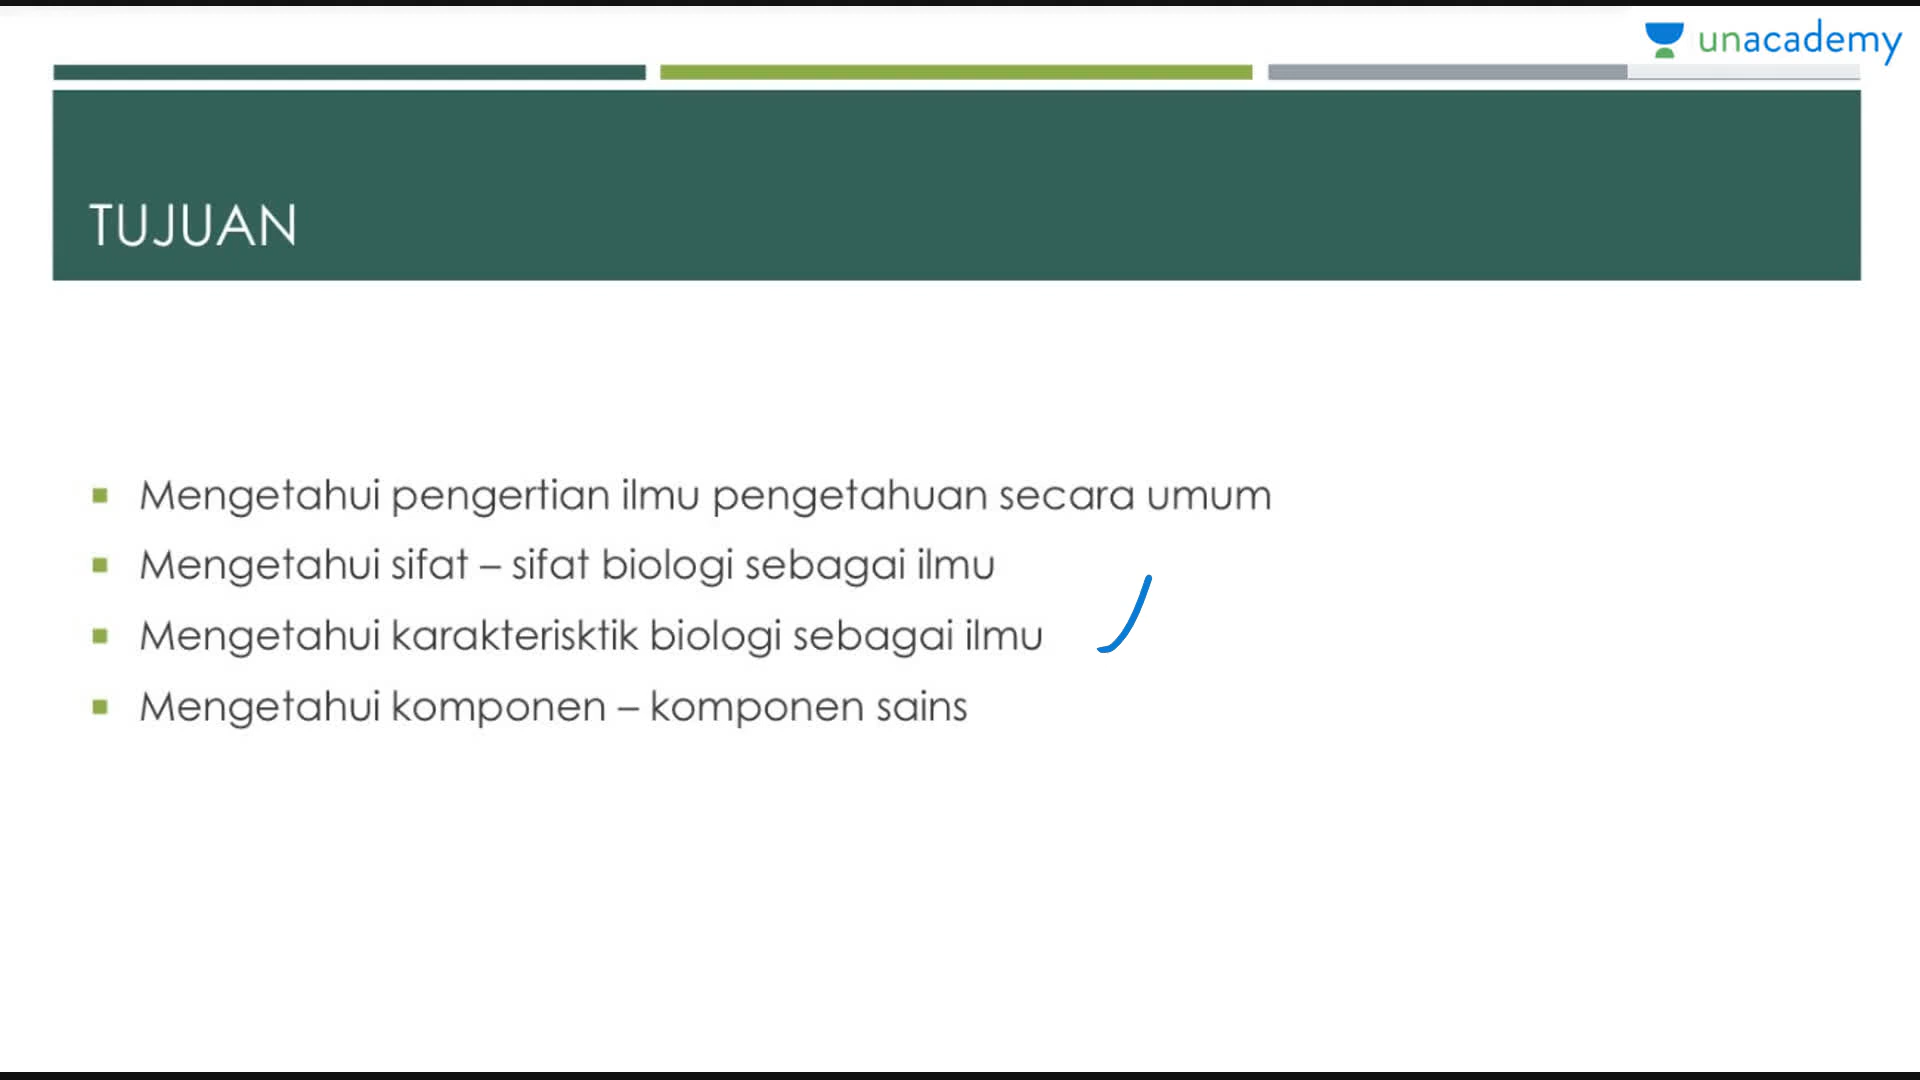 unacademy
TUJUAN
Mengetahui pengertian ilmu pengetahuan secara umum
Mengetahui sifat – sifat biologi sebagai ilmu
Mengetahui karakterisktik biologi sebagai ilmu
Mengetahui komponen – komponen sains